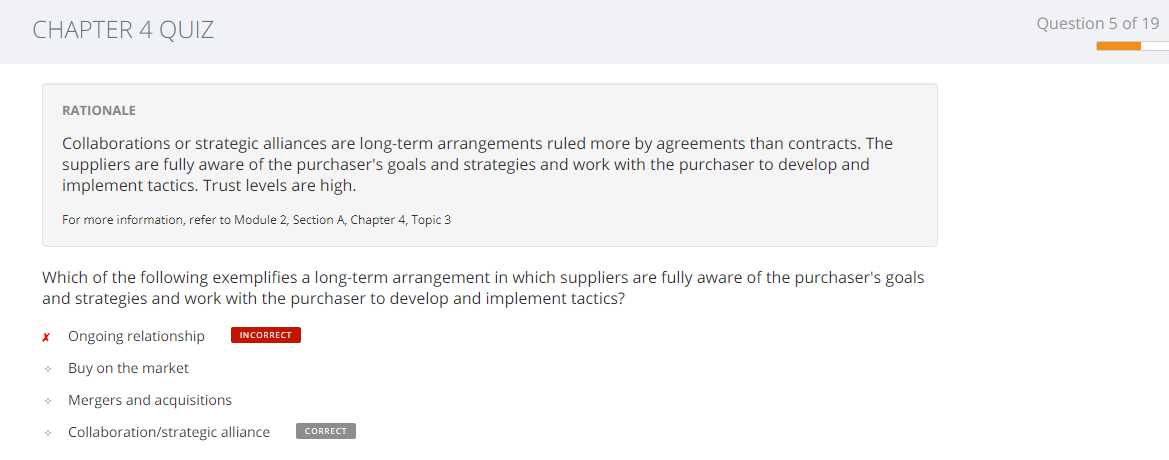 CHAPTER 4 QUIZ
Question 5 of 19
RATIONALE
Collaborations or strategic alliances are long-term arrangements ruled more by agreements than contracts. The
suppliers are fully aware of the purchaser's goals and strategies and work with the purchaser to develop and
implement tactics. Trust levels are high.
For more information, refer to Module 2, Section A, Chapter 4, Topic 3
Which of the following exemplifies a long-term arrangement in which suppliers are fully aware of the purchaser's goals
and strategies and work with the purchaser to develop and implement tactics?
✗ Ongoing relationship INCORRECT
Buy on the market
Mergers and acquisitions
Collaboration/strategic alliance CORRECT